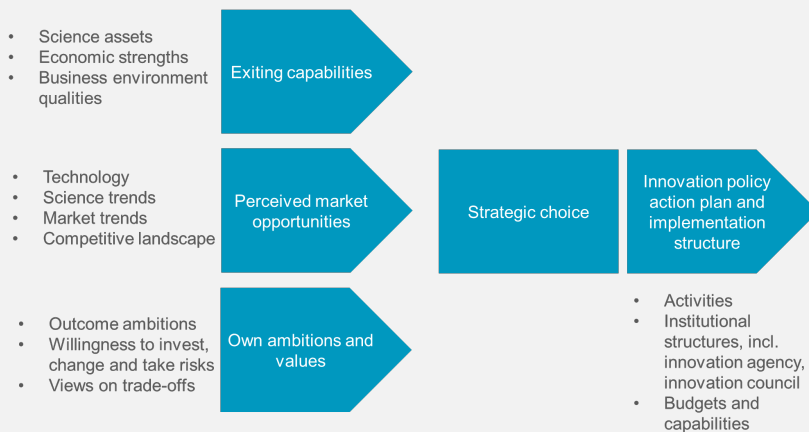 • Science assets
• Economic strengths
• Business environment
qualities
Exiting capabilities
• Technology
• Science trends
• Market trends
• Competitive landscape
Perceived market
opportunities
• Outcome ambitions
• Willingness to invest,
change and take risks
• Views on trade-offs
Own ambitions and
values
Strategic choice
Innovation policy
action plan and
implementation
structure
• Activities
• Institutional
structures, incl.
innovation agency,
innovation council
• Budgets and
capabilities